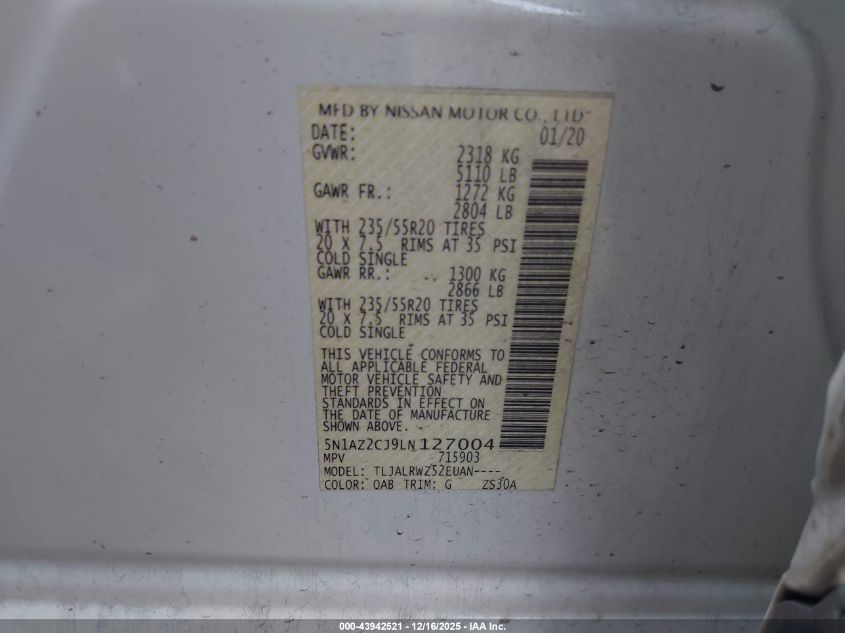 MFD BY NISSAN MOTOR CO., LTD
DATE: 01/20
GVWR: 2318 KG
5110 LB
GAWR FR.: 1272 KG
2804 LB
WITH 235/55R20 TIRES
20 X 7.5 RIMS AT 35 PSI
COLD SINGLE
GAWR RR.: .. 1300 KG
2866 LB
WITH 235/55R20 TIRES
20 X 7.5 RIMS AT 35 PSI
COLD SINGLE
THIS VEHICLE CONFORMS TO
ALL APPLICABLE FEDERAL
MOTOR VEHICLE SAFETY AND
THEFT PREVENTION
STANDARDS IN EFFECT ON
THE DATE OF MANUFACTURE
SHOWN ABOVE.
5N1AZ2CJ9LN127004
MPV 715903
MODEL: TLJALRWZ52EUAN----
COLOR: QAB TRIM: G ZS30A
000-43942521 - 12/16/2025 - IAA Inc.